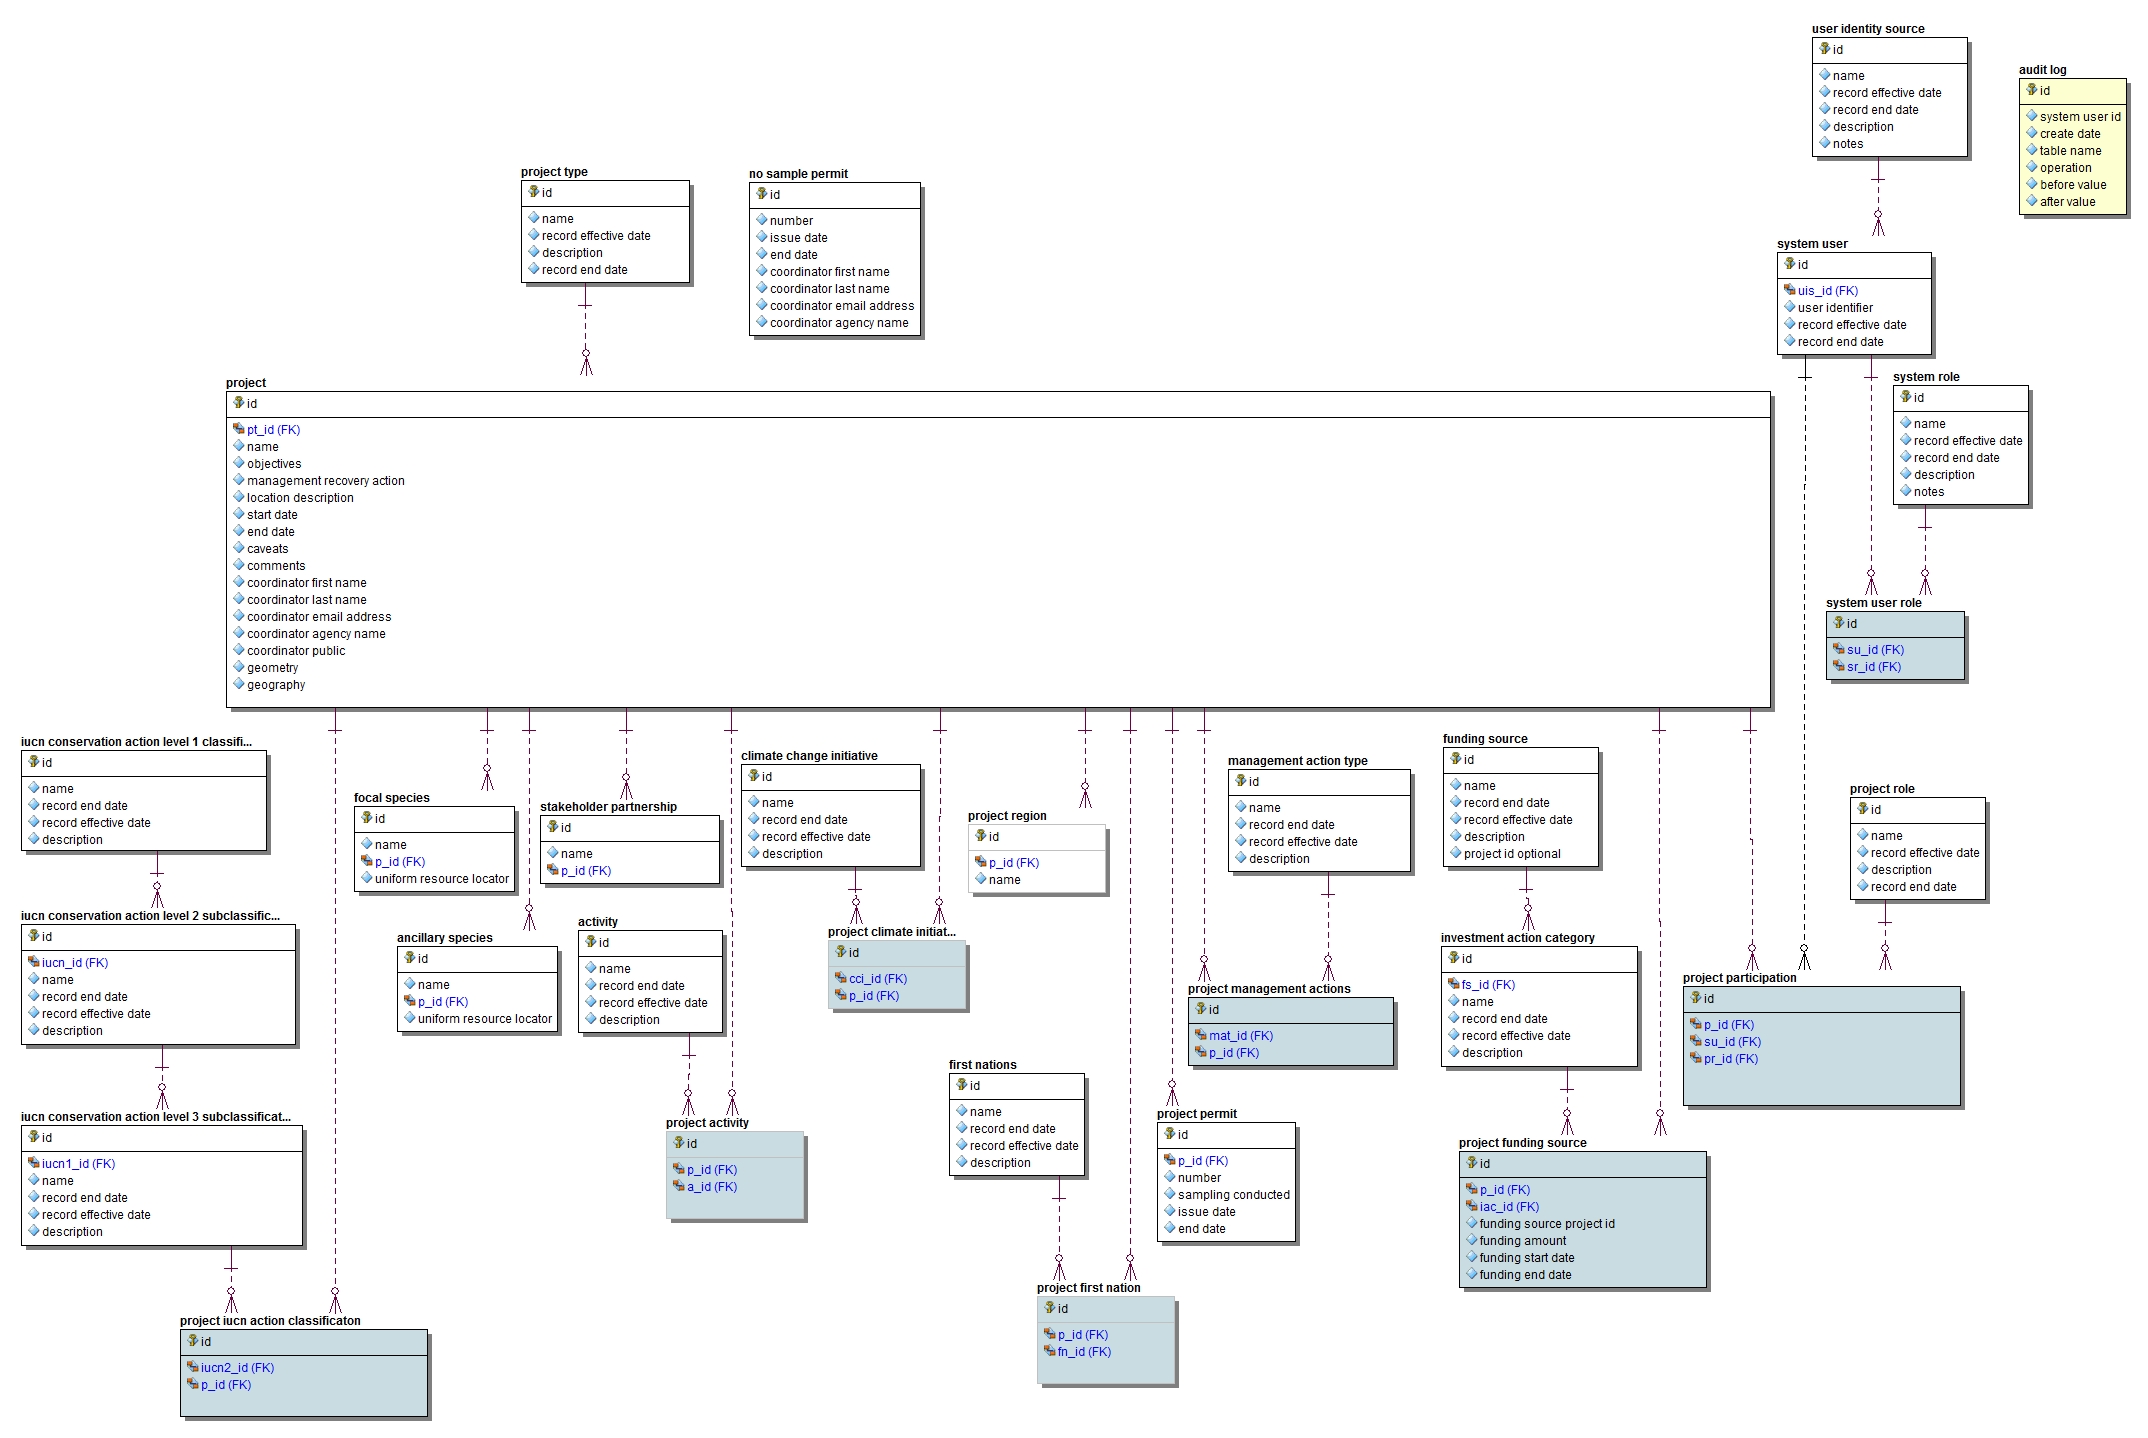 user identity source
id
name
record effective date
record end date
description
notes
audit log
id
system user id
create date
table name
operation
before value
after value
project type
id
name
record effective date
description
record end date
no sample permit
id
number
issue date
end date
coordinator first name
coordinator last name
coordinator email address
coordinator agency name
system user
id
uis_id (FK)
user identifier
record effective date
record end date
system role
id
name
record effective date
record end date
description
notes
project
id
pt_id (FK)
name
objectives
management recovery action
location description
start date
end date
caveats
comments
coordinator first name
coordinator last name
coordinator email address
coordinator agency name
coordinator public
geometry
geography
system user role
id
su_id (FK)
sr_id (FK)
iucn conservation action level 1 classifi...
id
name
record end date
record effective date
description
focal species
id
name
p_id (FK)
uniform resource locator
stakeholder partnership
id
name
p_id (FK)
climate change initiative
id
name
record end date
record effective date
description
project region
id
p_id (FK)
name
management action type
id
name
record end date
record effective date
description
funding source
id
name
record end date
record effective date
description
project id optional
project role
id
name
record effective date
description
record end date
iucn conservation action level 2 subclassific...
id
iucn_id (FK)
name
record end date
record effective date
description
ancillary species
id
name
p_id (FK)
uniform resource locator
activity
id
name
record end date
record effective date
description
project climate initiat...
id
cci_id (FK)
p_id (FK)
project management actions
id
mat_id (FK)
p_id (FK)
investment action category
id
fs_id (FK)
name
record end date
record effective date
description
project participation
id
p_id (FK)
su_id (FK)
pr_id (FK)
iucn conservation action level 3 subclassificat...
id
iucn1_id (FK)
name
record end date
record effective date
description
project activity
id
p_id (FK)
a_id (FK)
first nations
id
name
record end date
record effective date
description
project permit
id
p_id (FK)
number
sampling conducted
issue date
end date
project funding source
id
p_id (FK)
iac_id (FK)
funding source project id
funding amount
funding start date
funding end date
project first nation
id
p_id (FK)
fn_id (FK)
project iucn action classificaton
id
iucn2_id (FK)
p_id (FK)